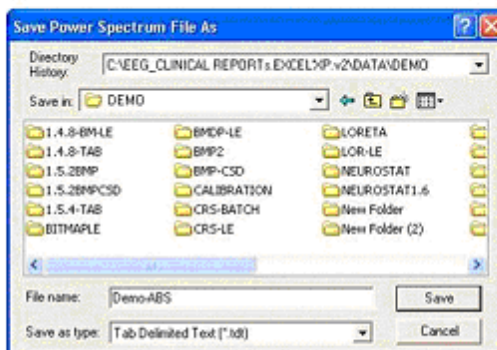 Save Power Spectrum File As
Directory History: C:\EEG_CLINICAL REPORTs.EXCEL'XP.v2\DATA\DEMO
Save in: DEMO
1.4.8-BM-LE BMDP-LE LORETA
1.4.8-TAB BMP2 LOR-LE
1.5.2BMP BMP-CSD NEUROSTAT
1.5.2BMPCSD CALIBRATION NEUROSTAT1.6
1.5.4-TAB CRS-BATCH New Folder
BITMAPLE CRS-LE New Folder (2)
File name: Demo-ABS Save
Save as type: Tab Delimited Text (*.tdt) Cancel